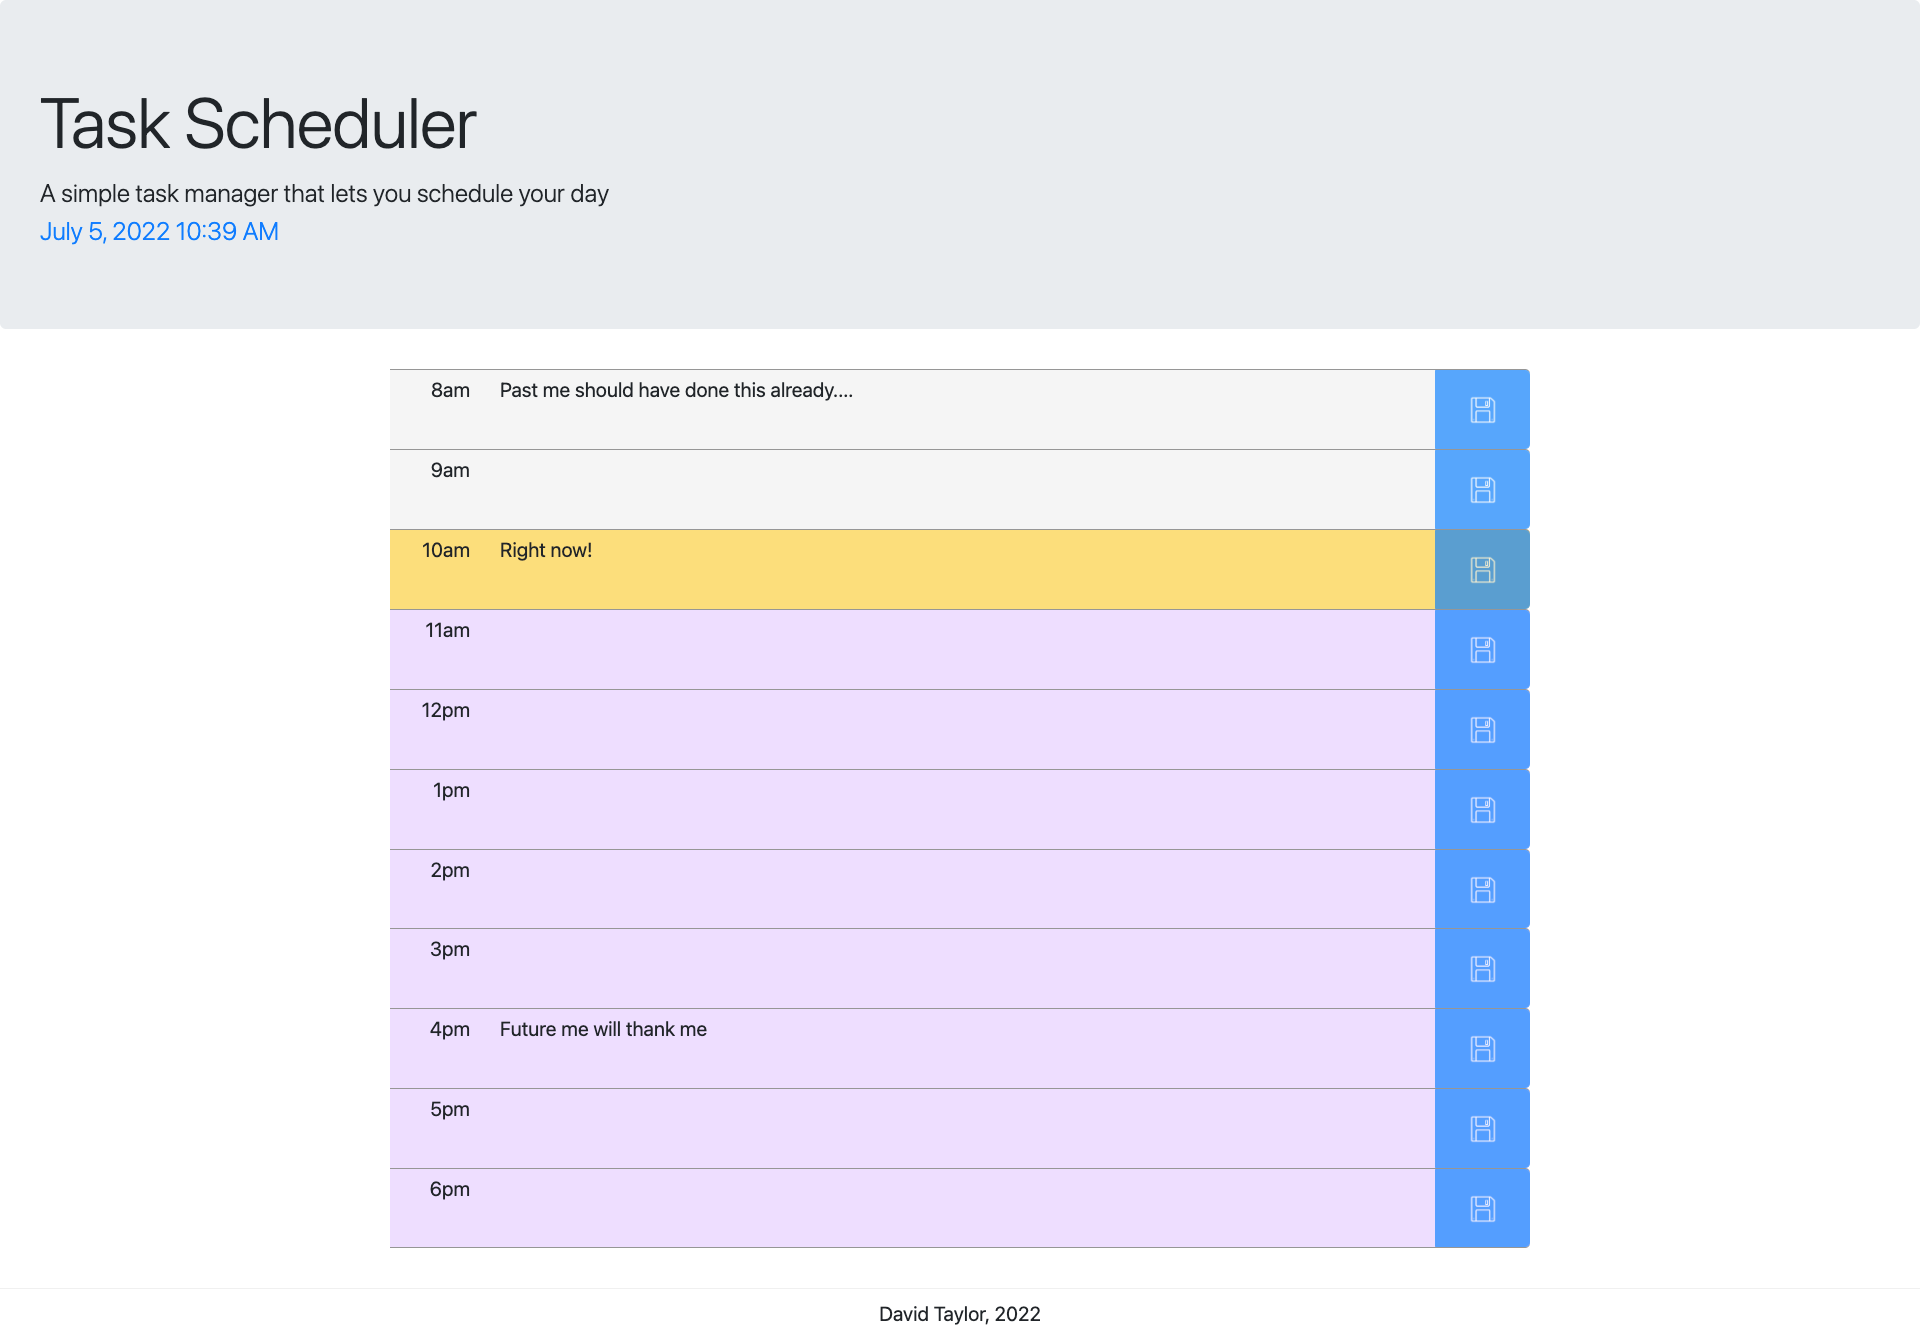 Task Scheduler
A simple task manager that lets you schedule your day
July 5, 2022 10:39 AM
8am Past me should have done this already....
9am
10am Right now!
11am
12pm
1pm
2pm
3pm
4pm Future me will thank me
5pm
6pm
David Taylor, 2022